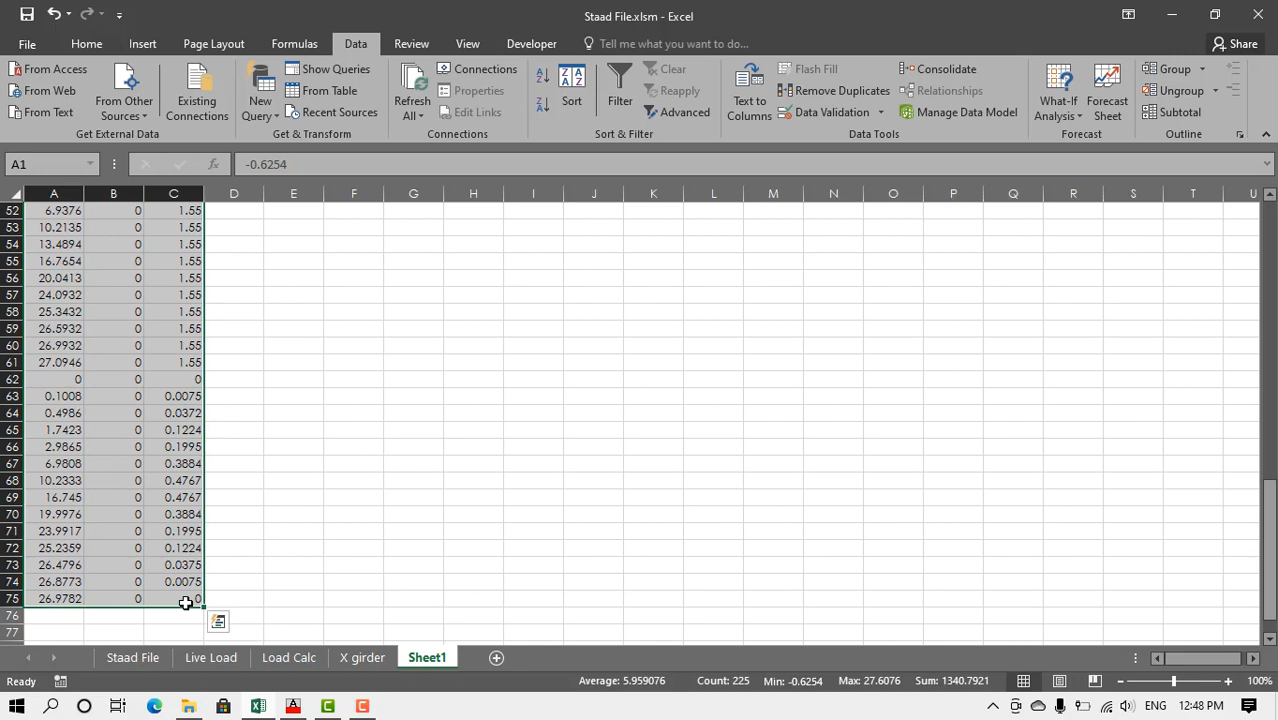 Staad File.xlsm - Excel
File Home Insert Page Layout Formulas Data Review View Developer Tell me what you want to do... Share
From Access
From Web
From Text
From Other Sources
Existing Connections
Get External Data
New Query
Show Queries
From Table
Recent Sources
Get & Transform
Refresh All
Connections
Properties
Edit Links
Connections
Sort
Filter
Clear
Reapply
Advanced
Sort & Filter
Text to Columns
Flash Fill
Remove Duplicates
Data Validation
Consolidate
Relationships
Manage Data Model
Data Tools
What-If Analysis
Forecast Sheet
Forecast
Group
Ungroup
Subtotal
Outline
A1 fx -0.6254
A B C D E F G H I J K L M N O P Q R S T U
52 6.9376 0 1.55
53 10.2135 0 1.55
54 13.4894 0 1.55
55 16.7654 0 1.55
56 20.0413 0 1.55
57 24.0932 0 1.55
58 25.3432 0 1.55
59 26.5932 0 1.55
60 26.9932 0 1.55
61 27.0946 0 1.55
62 0 0 0
63 0.1008 0 0.0075
64 0.4986 0 0.0372
65 1.7423 0 0.1224
66 2.9865 0 0.1995
67 6.9808 0 0.3884
68 10.2333 0 0.4767
69 16.745 0 0.4767
70 19.9976 0 0.3884
71 23.9917 0 0.1995
72 25.2359 0 0.1224
73 26.4796 0 0.0375
74 26.8773 0 0.0075
75 26.9782 0 0
76
77
Staad File Live Load Load Calc X girder Sheet1
Ready Average: 5.959076 Count: 225 Min: -0.6254 Max: 27.6076 Sum: 1340.7921 100%
ENG 12:48 PM